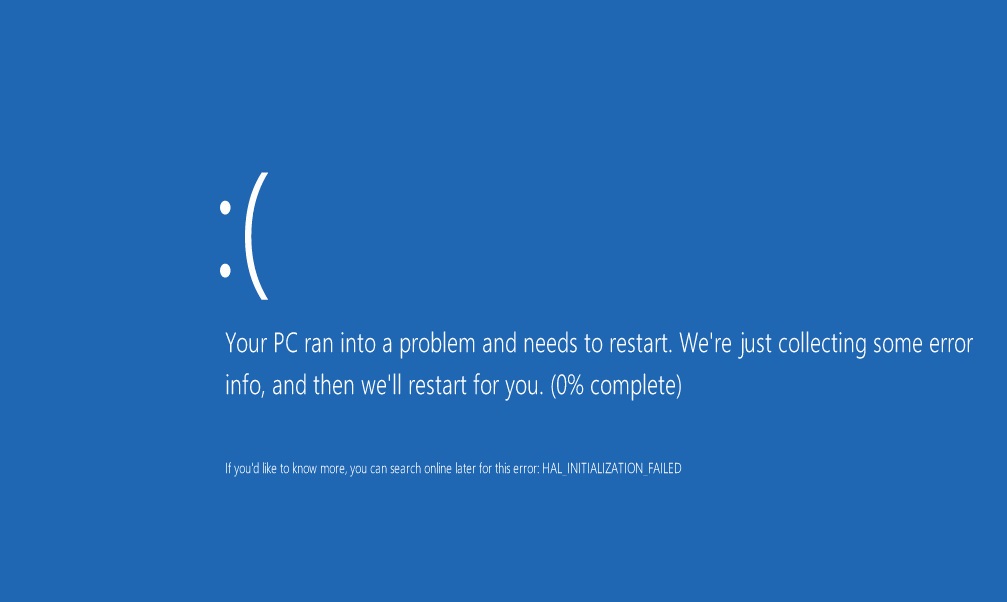 :(
Your PC ran into a problem and needs to restart. We're just collecting some error
info, and then we'll restart for you. (0% complete)
If you'd like to know more, you can search online later for this error: HAL_INITIALIZATION_FAILED